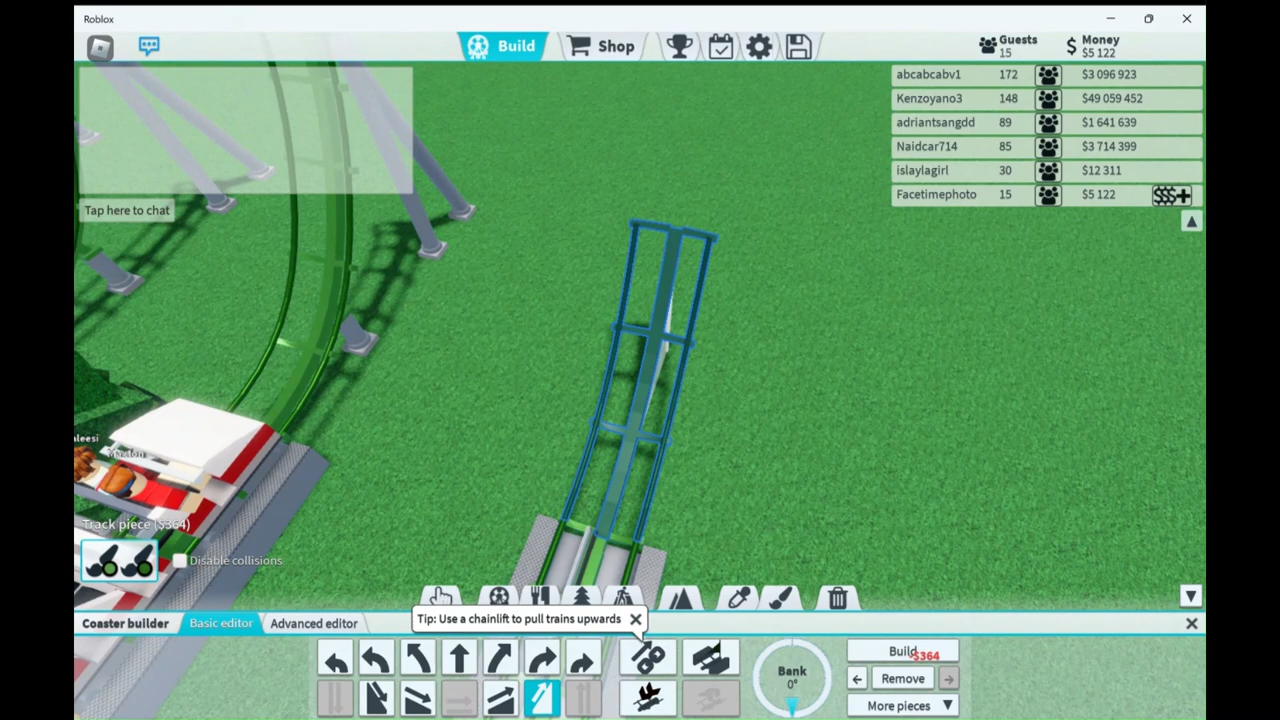 Roblox
Build
Shop
Guests
15
$ Money
$5 122
abcabcabv1 172 $3 096 923
Kenzoyano3 148 $49 059 452
adriantsangdd 89 $1 641 639
Naidcar714 85 $3 714 399
islaylagirl 30 $12 311
Facetimephoto 15 $5 122 $$$+
Tap here to chat
aleesi
Maxton
Track piece ($364)
Disable collisions
Tip: Use a chainlift to pull trains upwards
Coaster builder Basic editor Advanced editor
Bank
0°
Build
-$364
Remove
More pieces